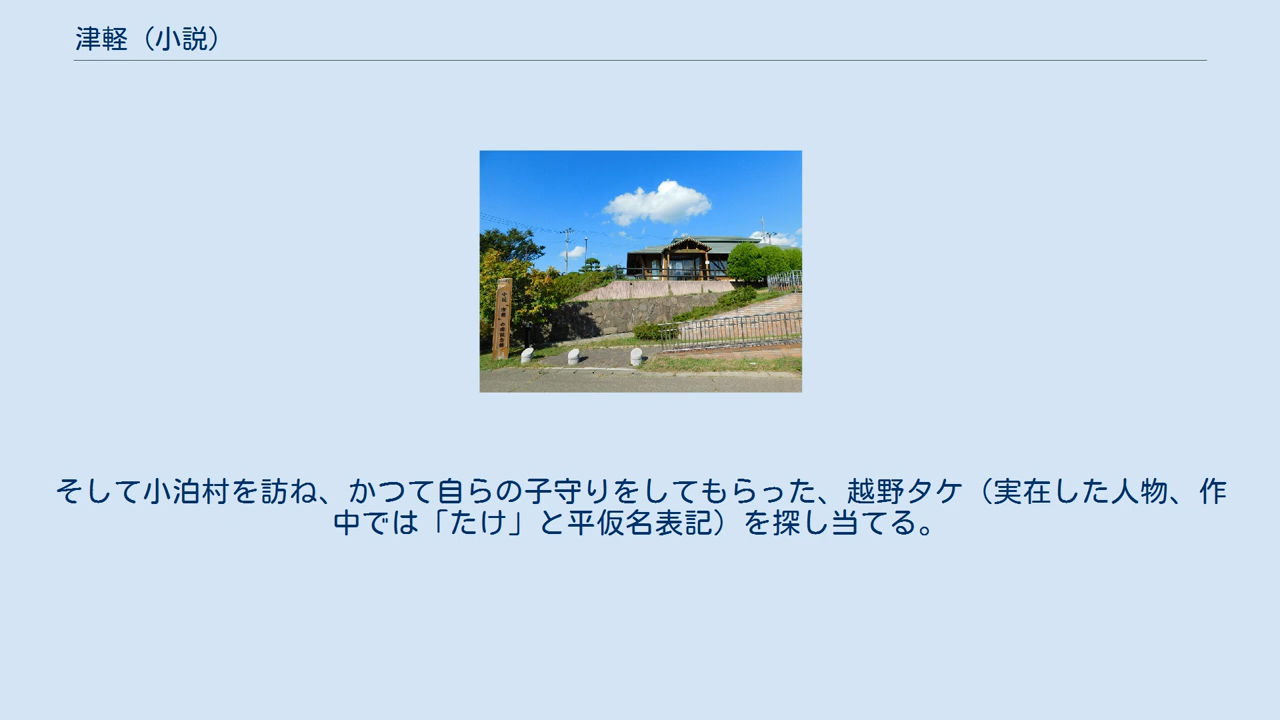 津軽（小説）
そして小泊村を訪ね、かつて自らの子守りをしてもらった、越野タケ（実在した人物、作
中では「たけ」と平仮名表記）を探し当てる。